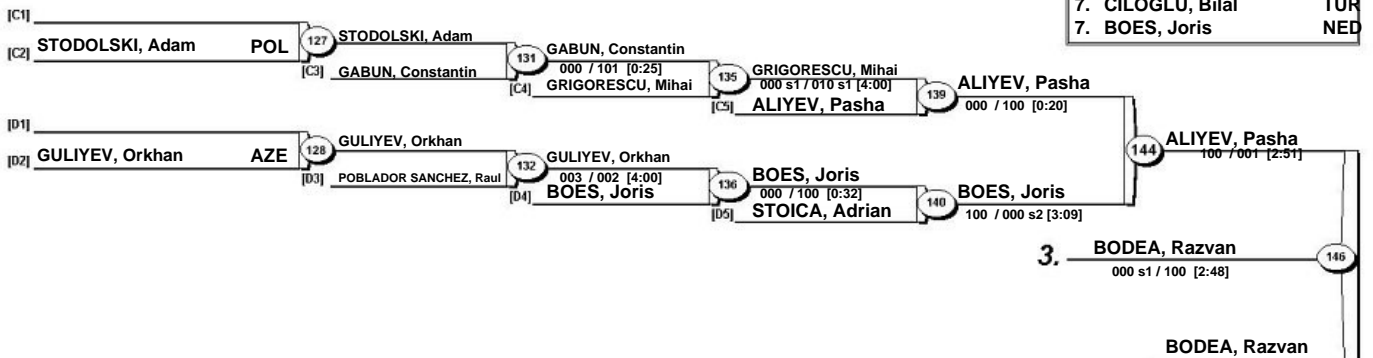 7. CILOGLU, Bilal TUR
7. BOES, Joris NED
[C1]
[C2] STODOLSKI, Adam POL
127
STODOLSKI, Adam
[C3] GABUN, Constantin
131
GABUN, Constantin
000 / 101 [0:25]
[C4] GRIGORESCU, Mihai
135
GRIGORESCU, Mihai
000 s1 / 010 s1 [4:00]
[C5] ALIYEV, Pasha
139
ALIYEV, Pasha
000 / 100 [0:20]
[D1]
[D2] GULIYEV, Orkhan AZE
128
GULIYEV, Orkhan
[D3] POBLADOR SANCHEZ, Raul
132
GULIYEV, Orkhan
003 / 002 [4:00]
[D4] BOES, Joris
136
BOES, Joris
000 / 100 [0:32]
[D5] STOICA, Adrian
140
BOES, Joris
100 / 000 s2 [3:09]
144
ALIYEV, Pasha
100 / 001 [2:51]
3. BODEA, Razvan
000 s1 / 100 [2:48]
146
BODEA, Razvan